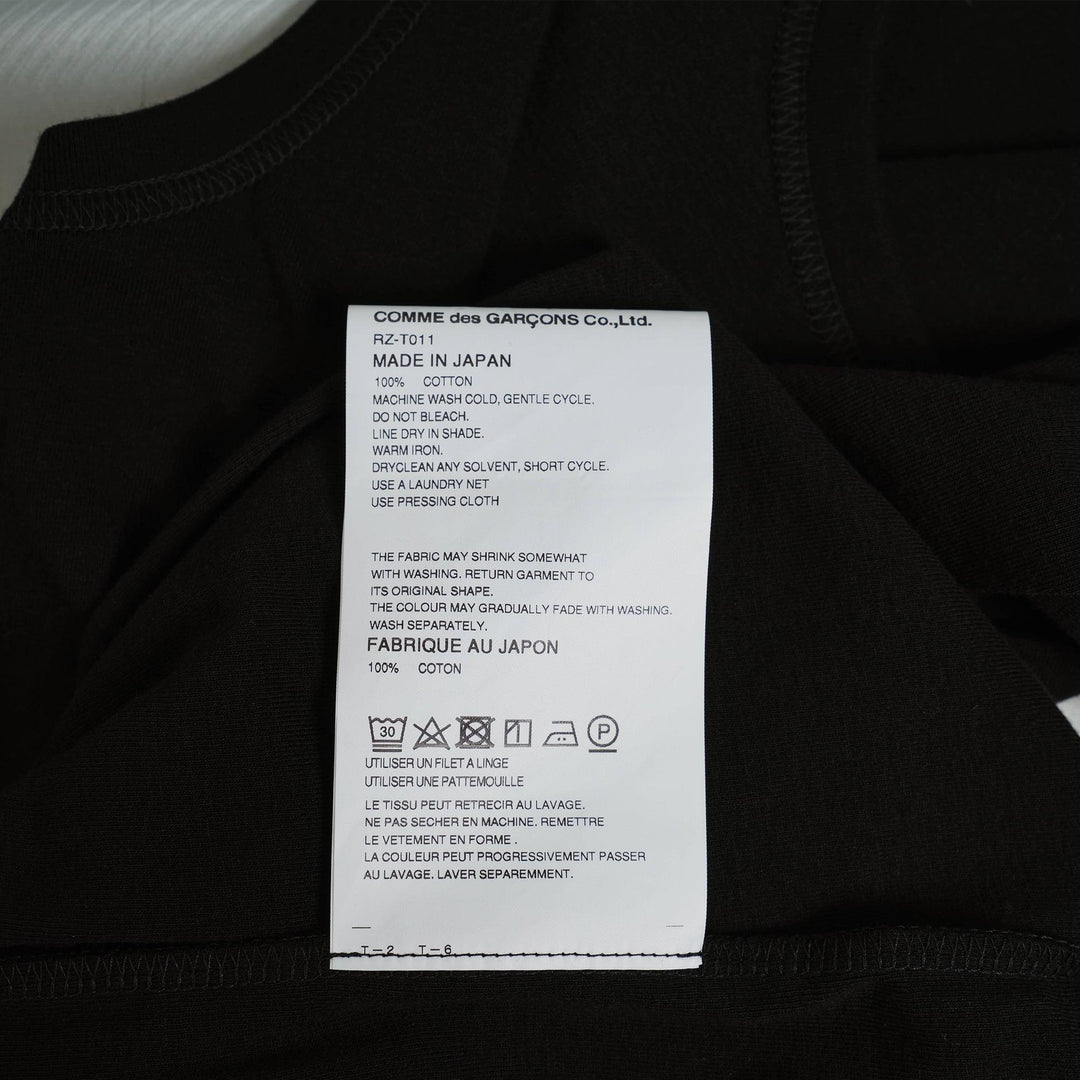 COMME des GARÇONS Co.,Ltd.
RZ-T011
MADE IN JAPAN
100% COTTON
MACHINE WASH COLD, GENTLE CYCLE.
DO NOT BLEACH.
LINE DRY IN SHADE.
WARM IRON.
DRYCLEAN ANY SOLVENT, SHORT CYCLE.
USE A LAUNDRY NET
USE PRESSING CLOTH
THE FABRIC MAY SHRINK SOMEWHAT
WITH WASHING. RETURN GARMENT TO
ITS ORIGINAL SHAPE.
THE COLOUR MAY GRADUALLY FADE WITH WASHING.
WASH SEPARATELY.
FABRIQUE AU JAPON
100% COTON
30 P
UTILISER UN FILET A LINGE
UTILISER UNE PATTEMOUILLE
LE TISSU PEUT RETRECIR AU LAVAGE.
NE PAS SECHER EN MACHINE. REMETTRE
LE VETEMENT EN FORME .
LA COULEUR PEUT PROGRESSIVEMENT PASSER
AU LAVAGE. LAVER SEPAREMMENT.
T-2 T-6